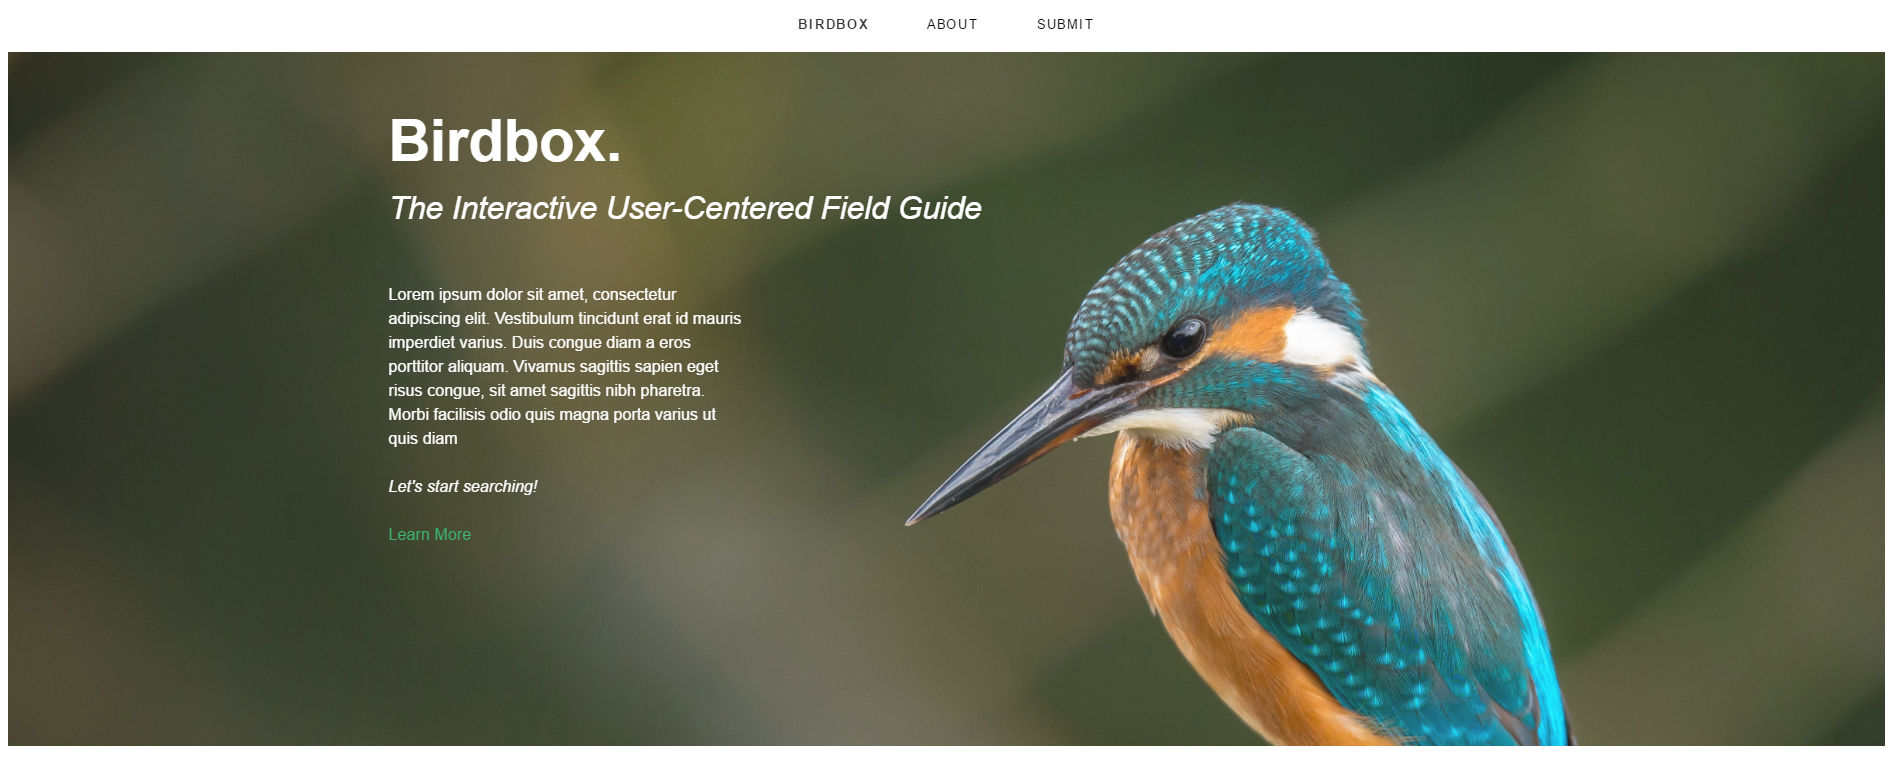 BIRDBOX ABOUT SUBMIT
Birdbox.
The Interactive User-Centered Field Guide
Lorem ipsum dolor sit amet, consectetur
adipiscing elit. Vestibulum tincidunt erat id mauris
imperdiet varius. Duis congue diam a eros
porttitor aliquam. Vivamus sagittis sapien eget
risus congue, sit amet sagittis nibh pharetra.
Morbi facilisis odio quis magna porta varius ut
quis diam
Let's start searching!
Learn More